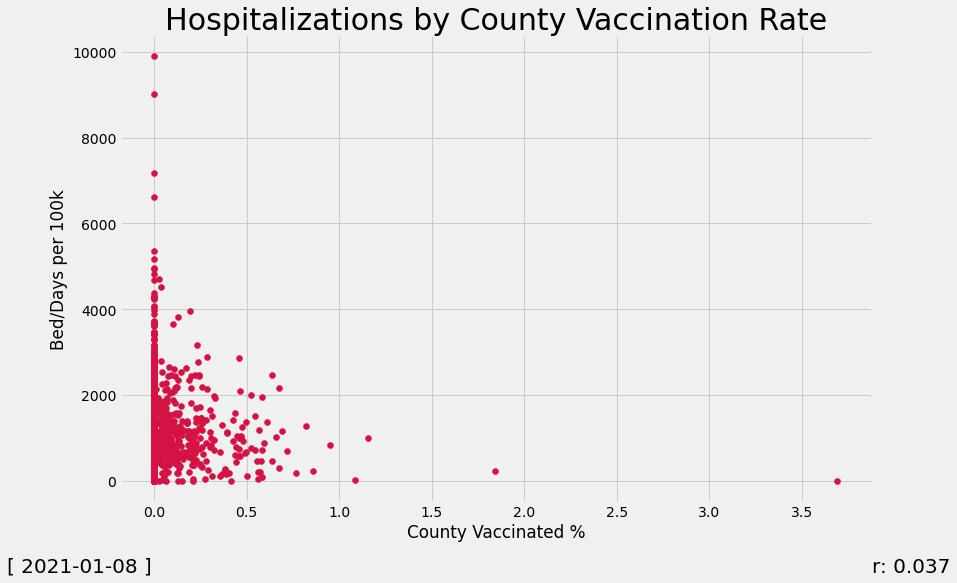 Hospitalizations by County Vaccination Rate
10000
8000
6000
4000
2000
0
Bed/Days per 100k
0.0 0.5 1.0 1.5 2.0 2.5 3.0 3.5
County Vaccinated %
[ 2021-01-08 ] r: 0.037